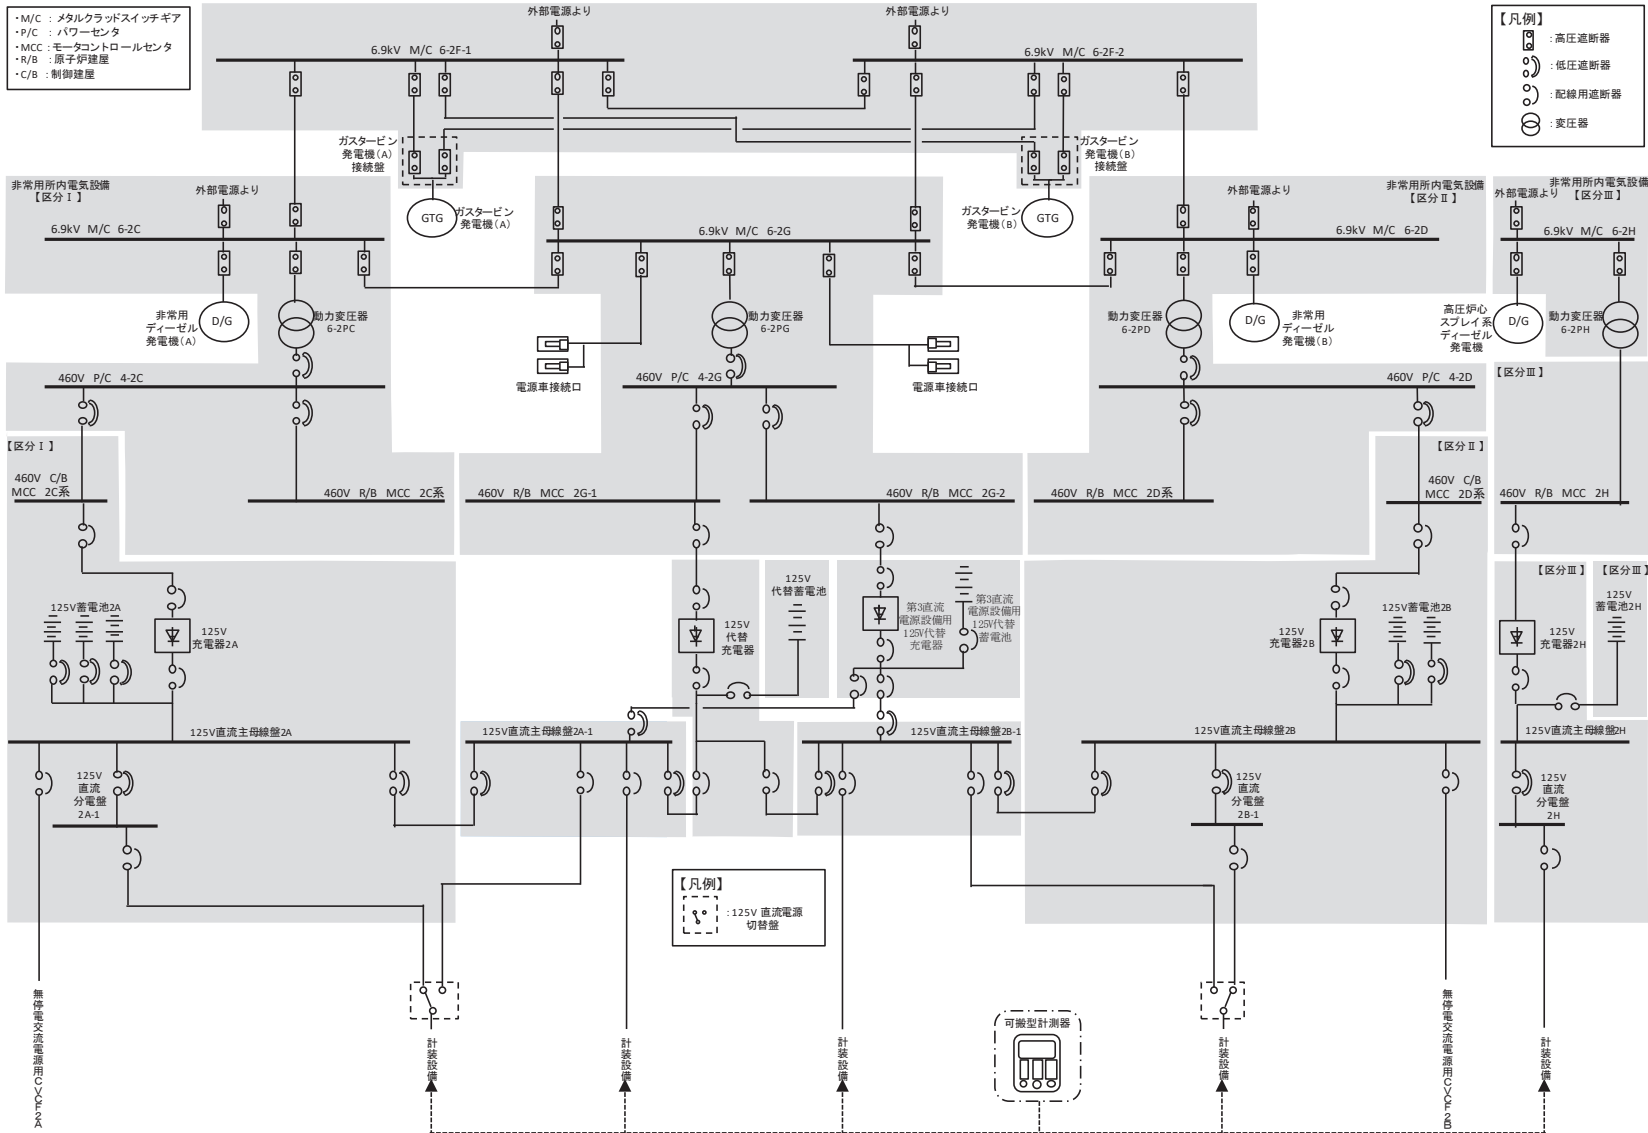 ・M/C : メタルクラッドスイッチギア
・P/C : パワーセンタ
・MCC : モータコントロールセンタ
・R/B : 原子炉建屋
・C/B : 制御建屋
外部電源より
外部電源より
【凡例】
: 高圧遮断器
: 低圧遮断器
: 配線用遮断器
: 変圧器
6.9kV M/C 6-2F-1
6.9kV M/C 6-2F-2
ガスタービン
発電機(A)
接続盤
ガスタービン
発電機(B)
接続盤
非常用所内電気設備
【区分Ⅰ】
外部電源より
GTG
ガスタービン
発電機(A)
ガスタービン
発電機(B)
GTG
外部電源より
非常用所内電気設備
【区分Ⅱ】
外部電源より
非常用所内電気設備
【区分Ⅲ】
6.9kV M/C 6-2C
6.9kV M/C 6-2G
6.9kV M/C 6-2D
6.9kV M/C 6-2H
非常用
ディーゼル
発電機(A)
D/G
動力変圧器
6-2PC
動力変圧器
6-2PG
動力変圧器
6-2PD
D/G
非常用
ディーゼル
発電機(B)
高圧炉心
スプレイ系
ディーゼル
発電機
D/G
動力変圧器
6-2PH
電源車接続口
電源車接続口
460V P/C 4-2C
460V P/C 4-2G
460V P/C 4-2D
【区分Ⅲ】
【区分Ⅰ】
【区分Ⅱ】
460V C/B
MCC 2C系
460V R/B MCC 2C系
460V R/B MCC 2G-1
460V R/B MCC 2G-2
460V R/B MCC 2D系
460V C/B
MCC 2D系
460V R/B MCC 2H
【区分Ⅲ】
【区分Ⅲ】
125V蓄電池2A
125V
充電器2A
125V
代替
充電器
125V
代替蓄電池
第3直流
電源設備用
125V代替
充電器
第3直流
電源設備用
125V代替
蓄電池
125V
充電器2B
125V蓄電池2B
125V
充電器2H
125V
蓄電池2H
125V直流主母線盤2A
125V直流主母線盤2A-1
125V直流主母線盤2B-1
125V直流主母線盤2B
125V直流主母線盤2H
125V
直流
分電盤
2A-1
125V
直流
分電盤
2B-1
125V
直流
分電盤
2H
【凡例】
: 125V 直流電源
切替盤
無停電交流電源用CVCF2A
計装設備
計装設備
計装設備
可搬型計測器
計装設備
無停電交流電源用CVCF2B
計装設備